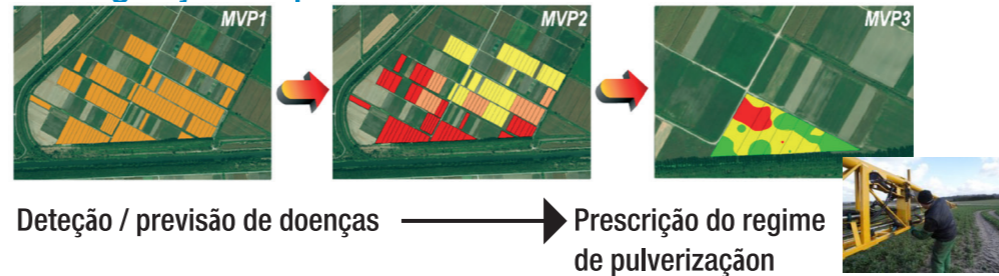 MVP1
MVP2
MVP3
Deteção / previsão de doenças
Prescrição do regime
de pulverizaçãon